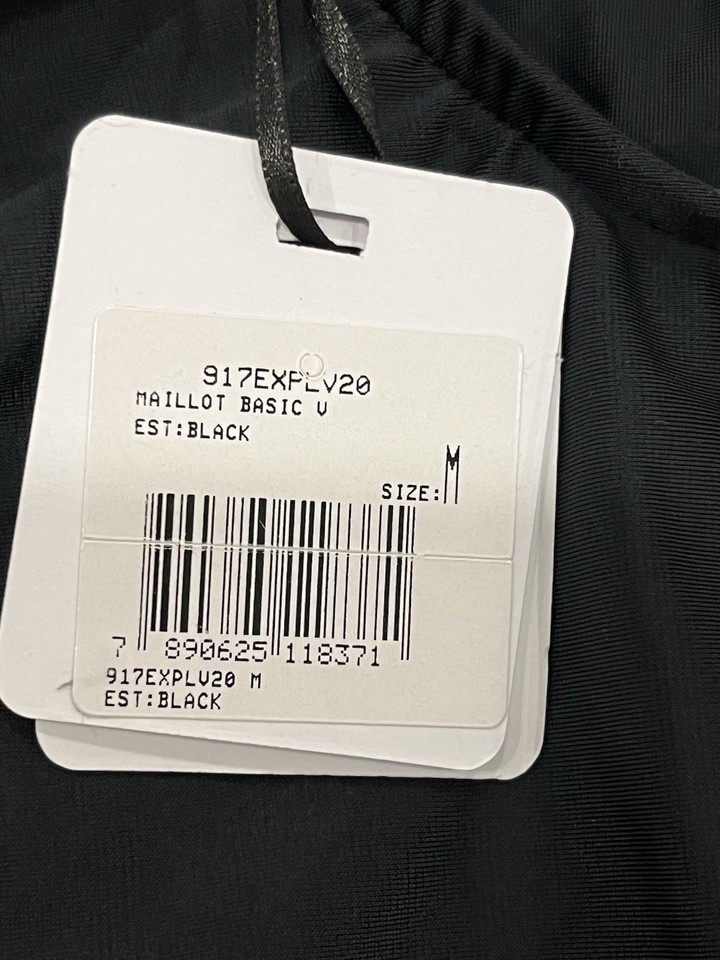 917EXPLV20
MAILLOT BASIC V
EST:BLACK
SIZE:M
7 890625 118371
917EXPLV20 M
EST:BLACK